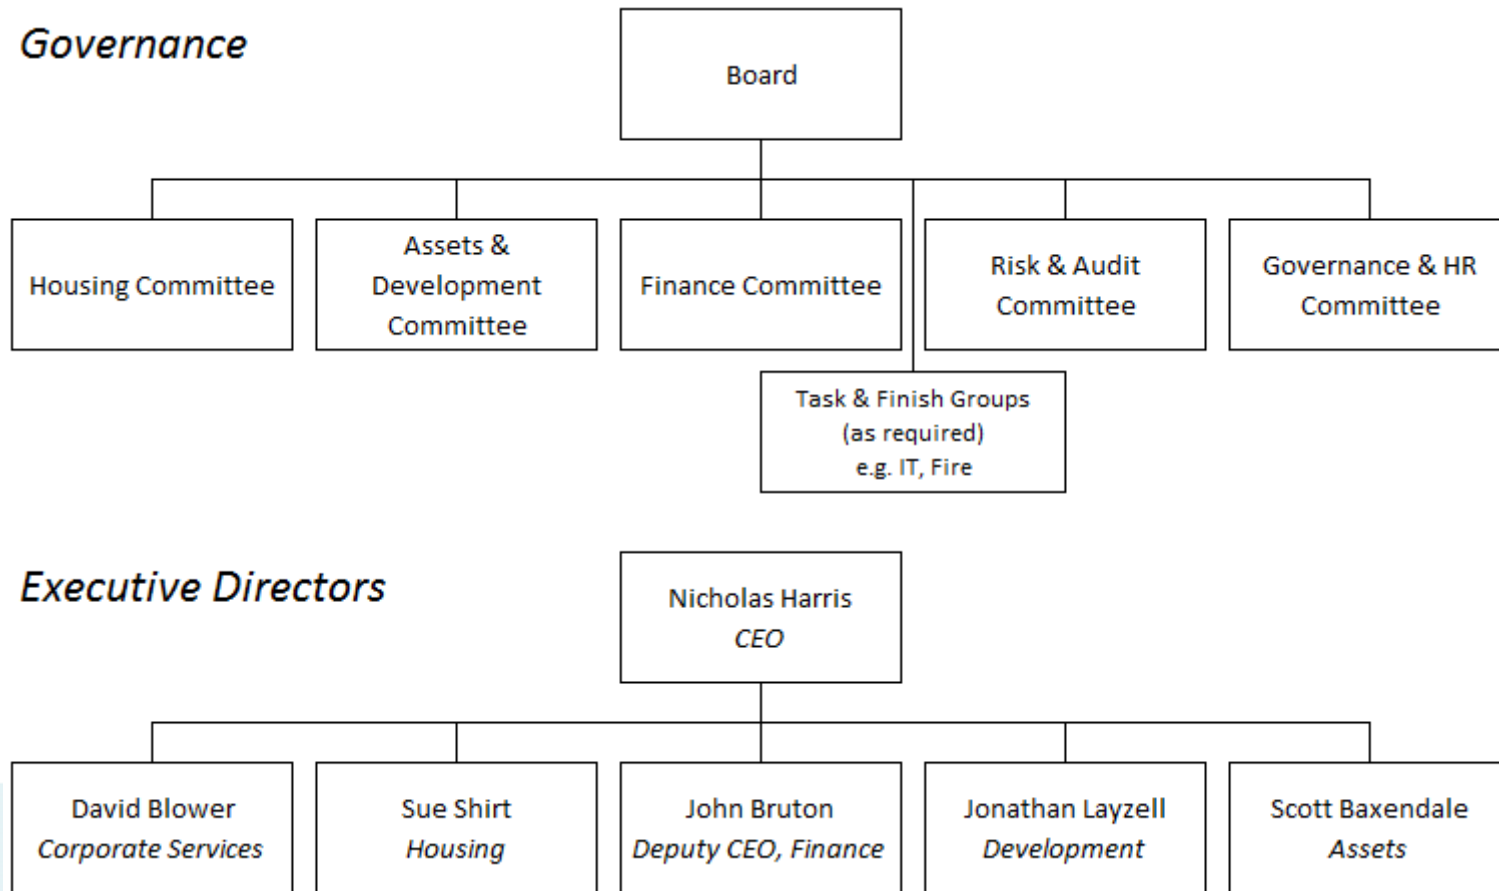 Governance
Board
Housing Committee
Assets &
Development
Committee
Finance Committee
Risk & Audit
Committee
Governance & HR
Committee
Task & Finish Groups
(as required)
e.g. IT, Fire
Executive Directors
Nicholas Harris
CEO
David Blower
Corporate Services
Sue Shirt
Housing
John Bruton
Deputy CEO, Finance
Jonathan Layzell
Development
Scott Baxendale
Assets